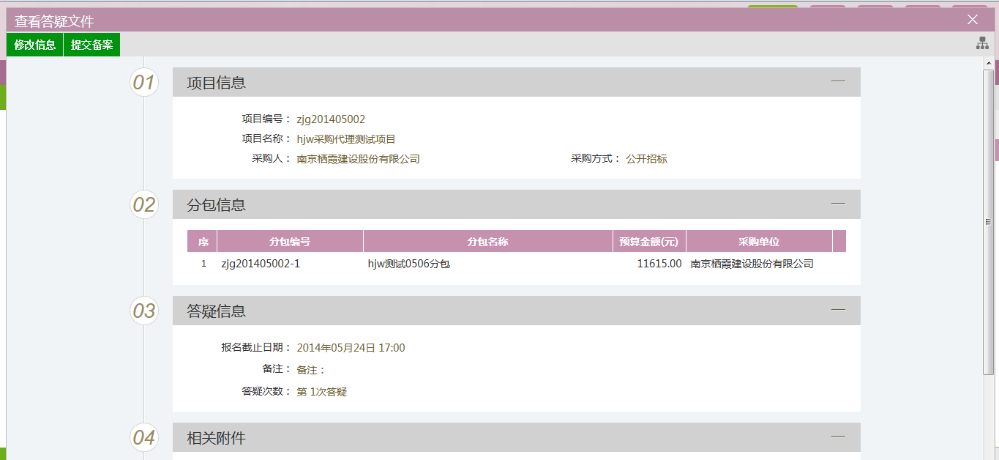 查看答疑文件
修改信息 提交备案
01 项目信息
项目编号： zjg201405002
项目名称： hjw采购代理测试项目
采购人： 南京栖霞建设股份有限公司 采购方式： 公开招标
02 分包信息
序 分包编号 分包名称 预算金额(元) 采购单位
1 zjg201405002-1 hjw测试0506分包 11615.00 南京栖霞建设股份有限公司
03 答疑信息
报名截止日期： 2014年05月24日 17:00
备注： 备注：
答疑次数： 第 1次答疑
04 相关附件